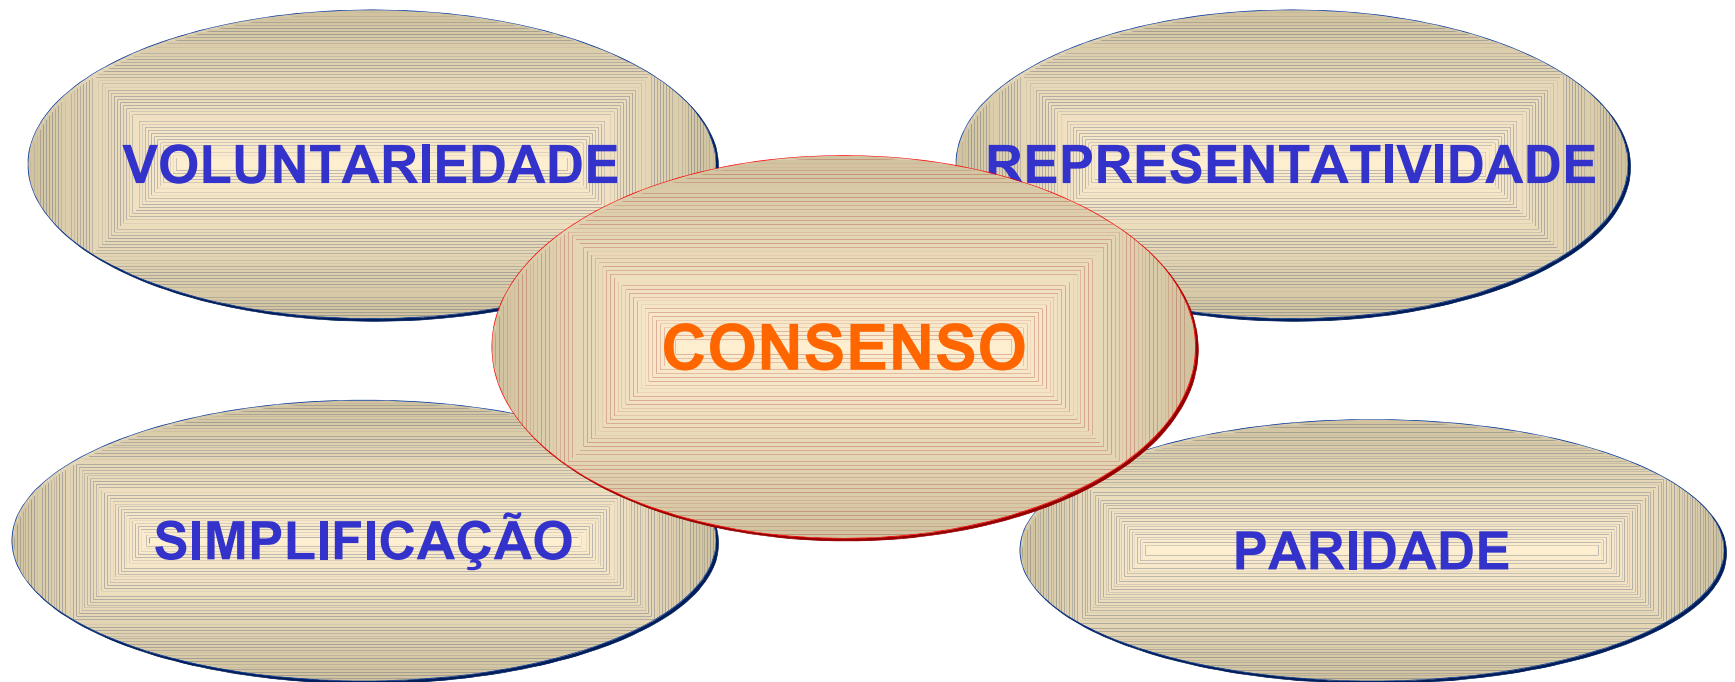 VOLUNTARIEDADE
REPRESENTATIVIDADE
CONSENSO
SIMPLIFICAÇÃO
PARIDADE